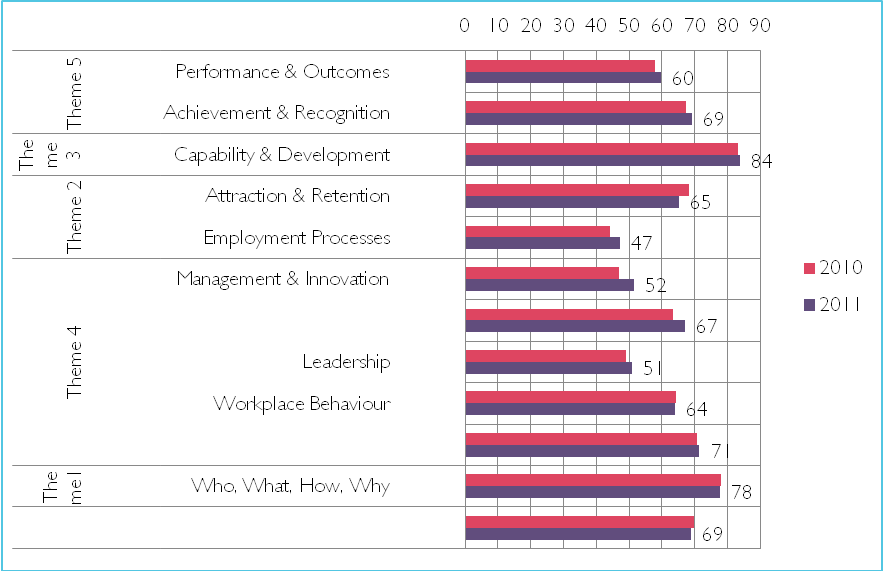 0 10 20 30 40 50 60 70 80 90
Theme 5
Performance & Outcomes
60
Achievement & Recognition
69
The
me
3
Capability & Development
84
Theme 2
Attraction & Retention
65
Employment Processes
47
Theme 4
Management & Innovation
52
67
Leadership
51
Workplace Behaviour
64
71
The
me1
Who, What, How, Why
78
69
2010
2011